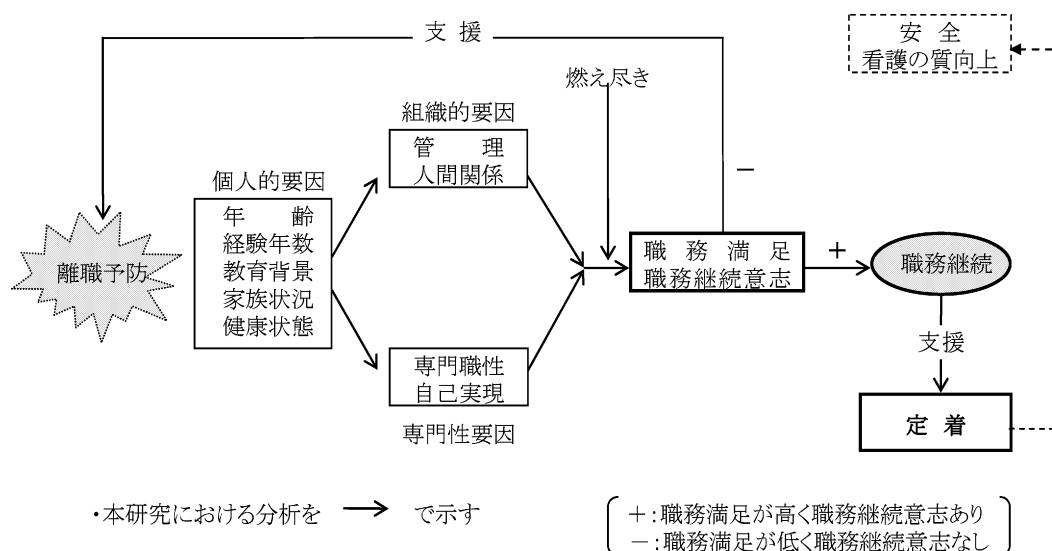 支 援
安 全
看護の質向上
燃え尽き
組織的要因
管 理
人間関係
個人的要因
年 齢
経験年数
教育背景
家族状況
健康状態
離職予防
－
職 務 満 足
職務継続意志
＋
職務継続
支援
専門職性
自己実現
専門性要因
定 着
・本研究における分析を → で示す
＋:職務満足が高く職務継続意志あり
－:職務満足が低く職務継続意志なし